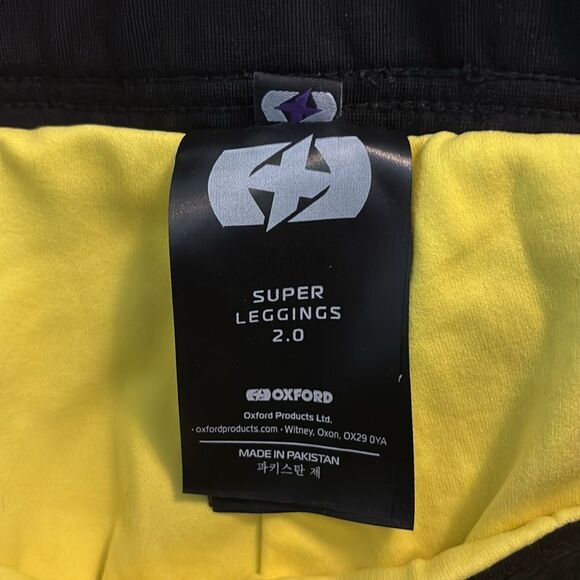 SUPER
LEGGINGS
2.0
OXFORD
Oxford Products Ltd.
• oxfordproducts.com • Witney, Oxon, OX29 0YA
MADE IN PAKISTAN
파키스탄 제